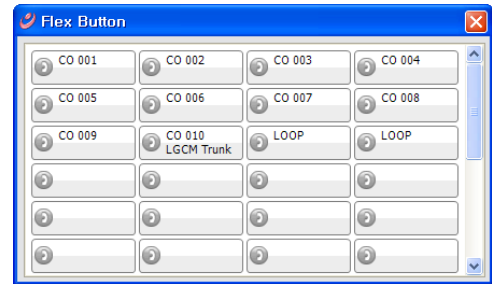 Flex Button
CO 001 CO 002 CO 003 CO 004
CO 005 CO 006 CO 007 CO 008
CO 009 CO 010 LOOP LOOP
LGCM Trunk